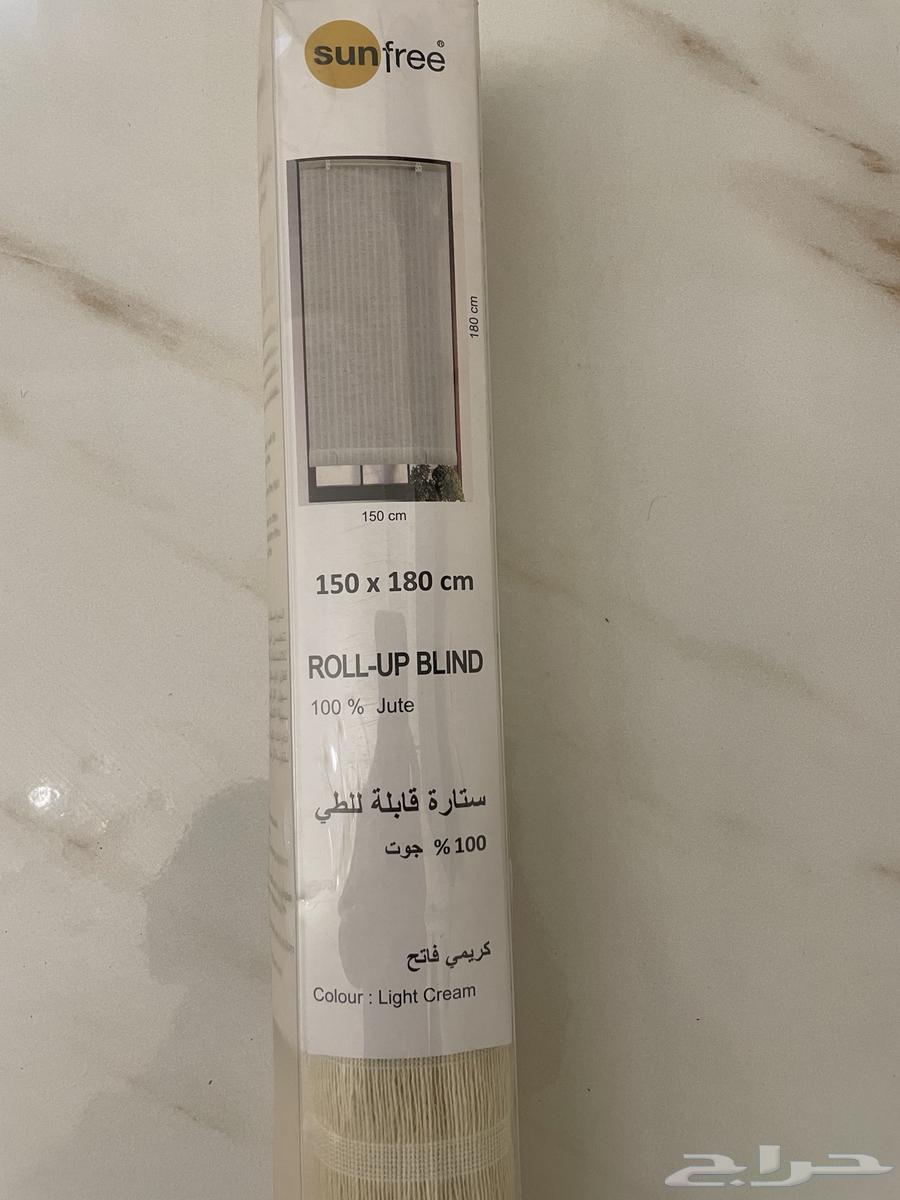 sunfree®
180 cm
150 cm
150 x 180 cm
ROLL-UP BLIND
100 % Jute
ستارة قابلة للطي
100 % جوت
كريمي فاتح
Colour : Light Cream
حراج